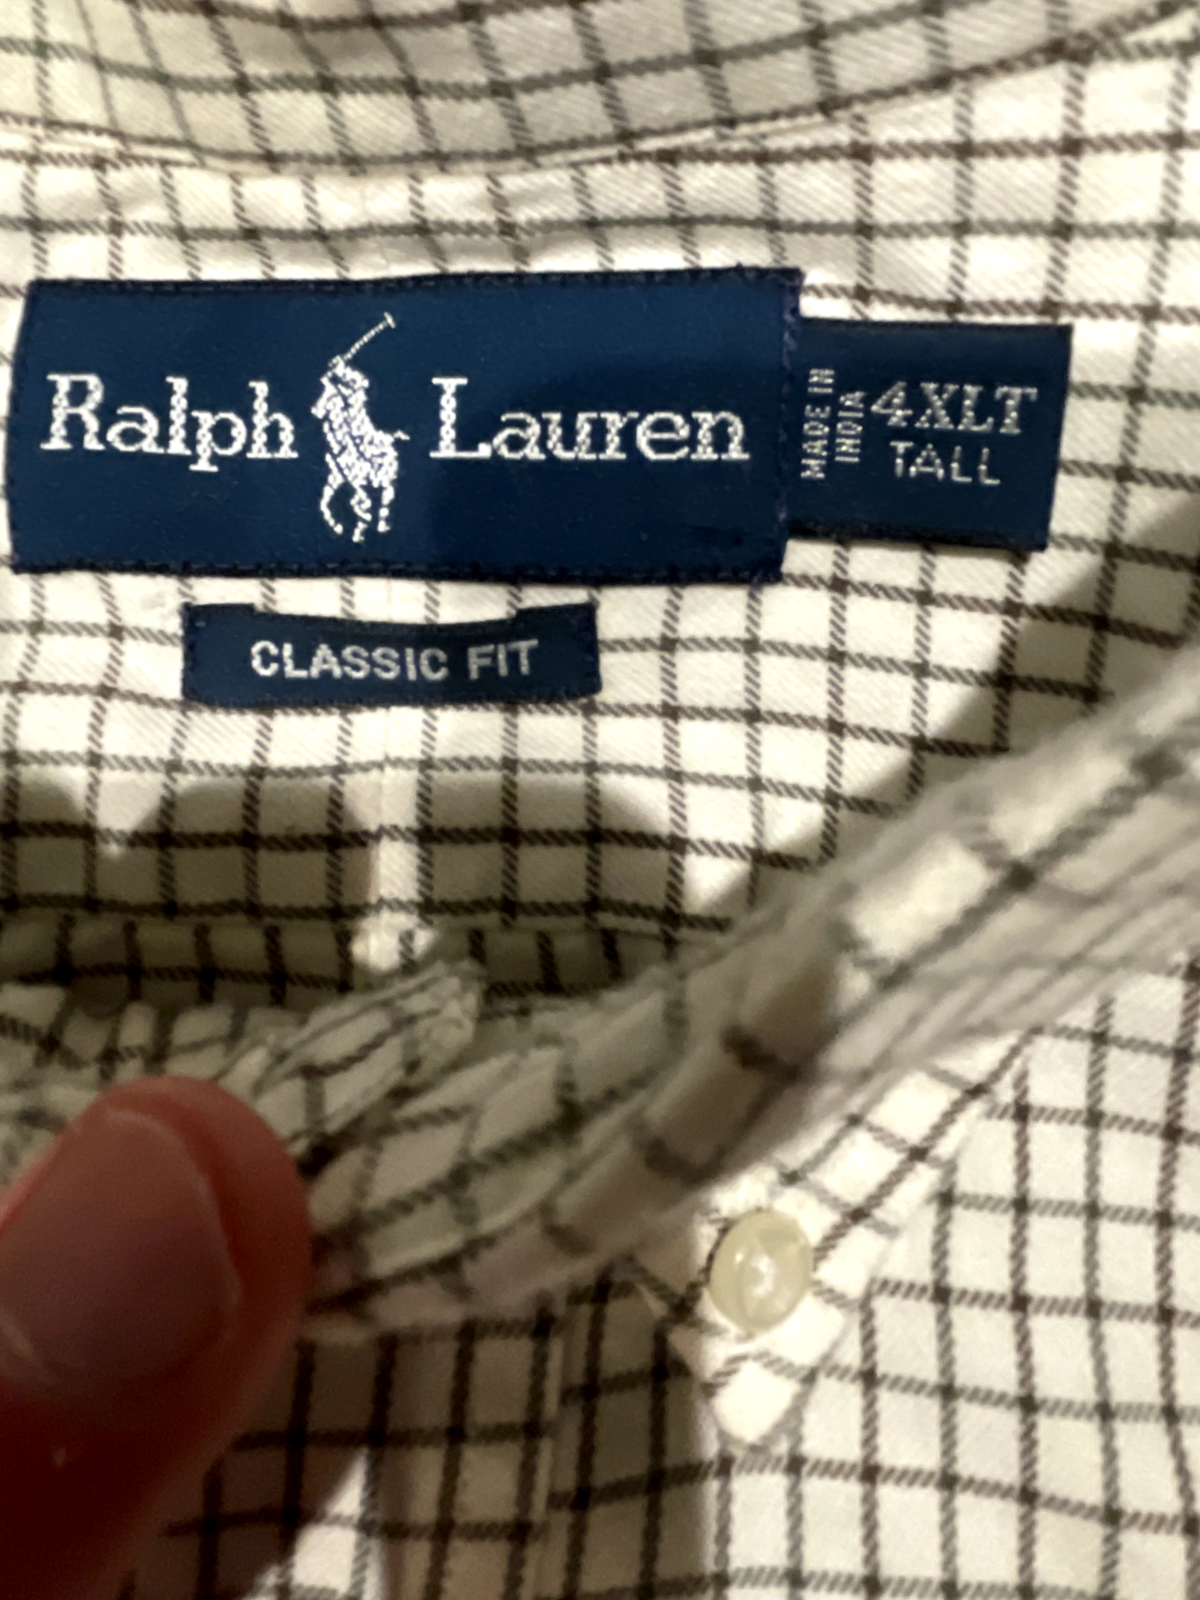 Ralph Lauren
MADE IN
INDIA
4XLT
TALL
CLASSIC FIT